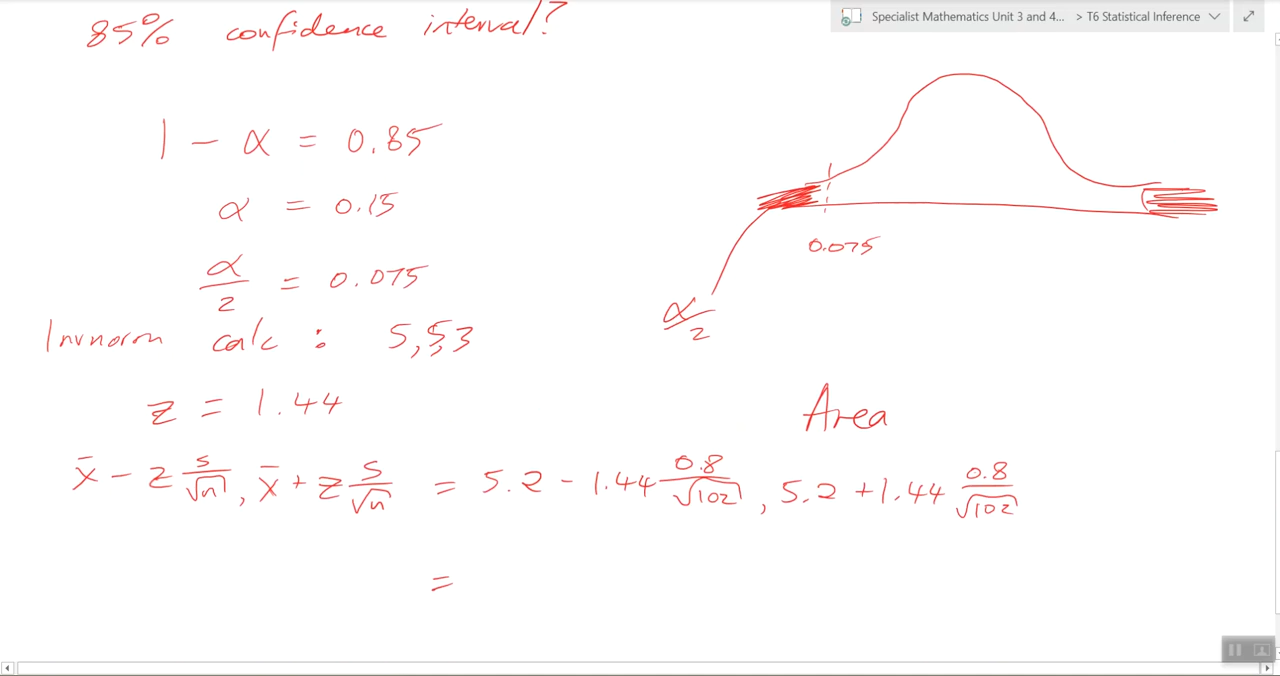 Specialist Mathematics Unit 3 and 4... > T6 Statistical Inference
85% confidence interval?
1 - α = 0.85
α = 0.15
α/2 = 0.075
0.075
α/2
Invnorm calc : 5, 5, 3
z = 1.44
Area
x̄ - z s/√n, x̄ + z s/√n = 5.2 - 1.44 0.8/√102, 5.2 + 1.44 0.8/√102
=